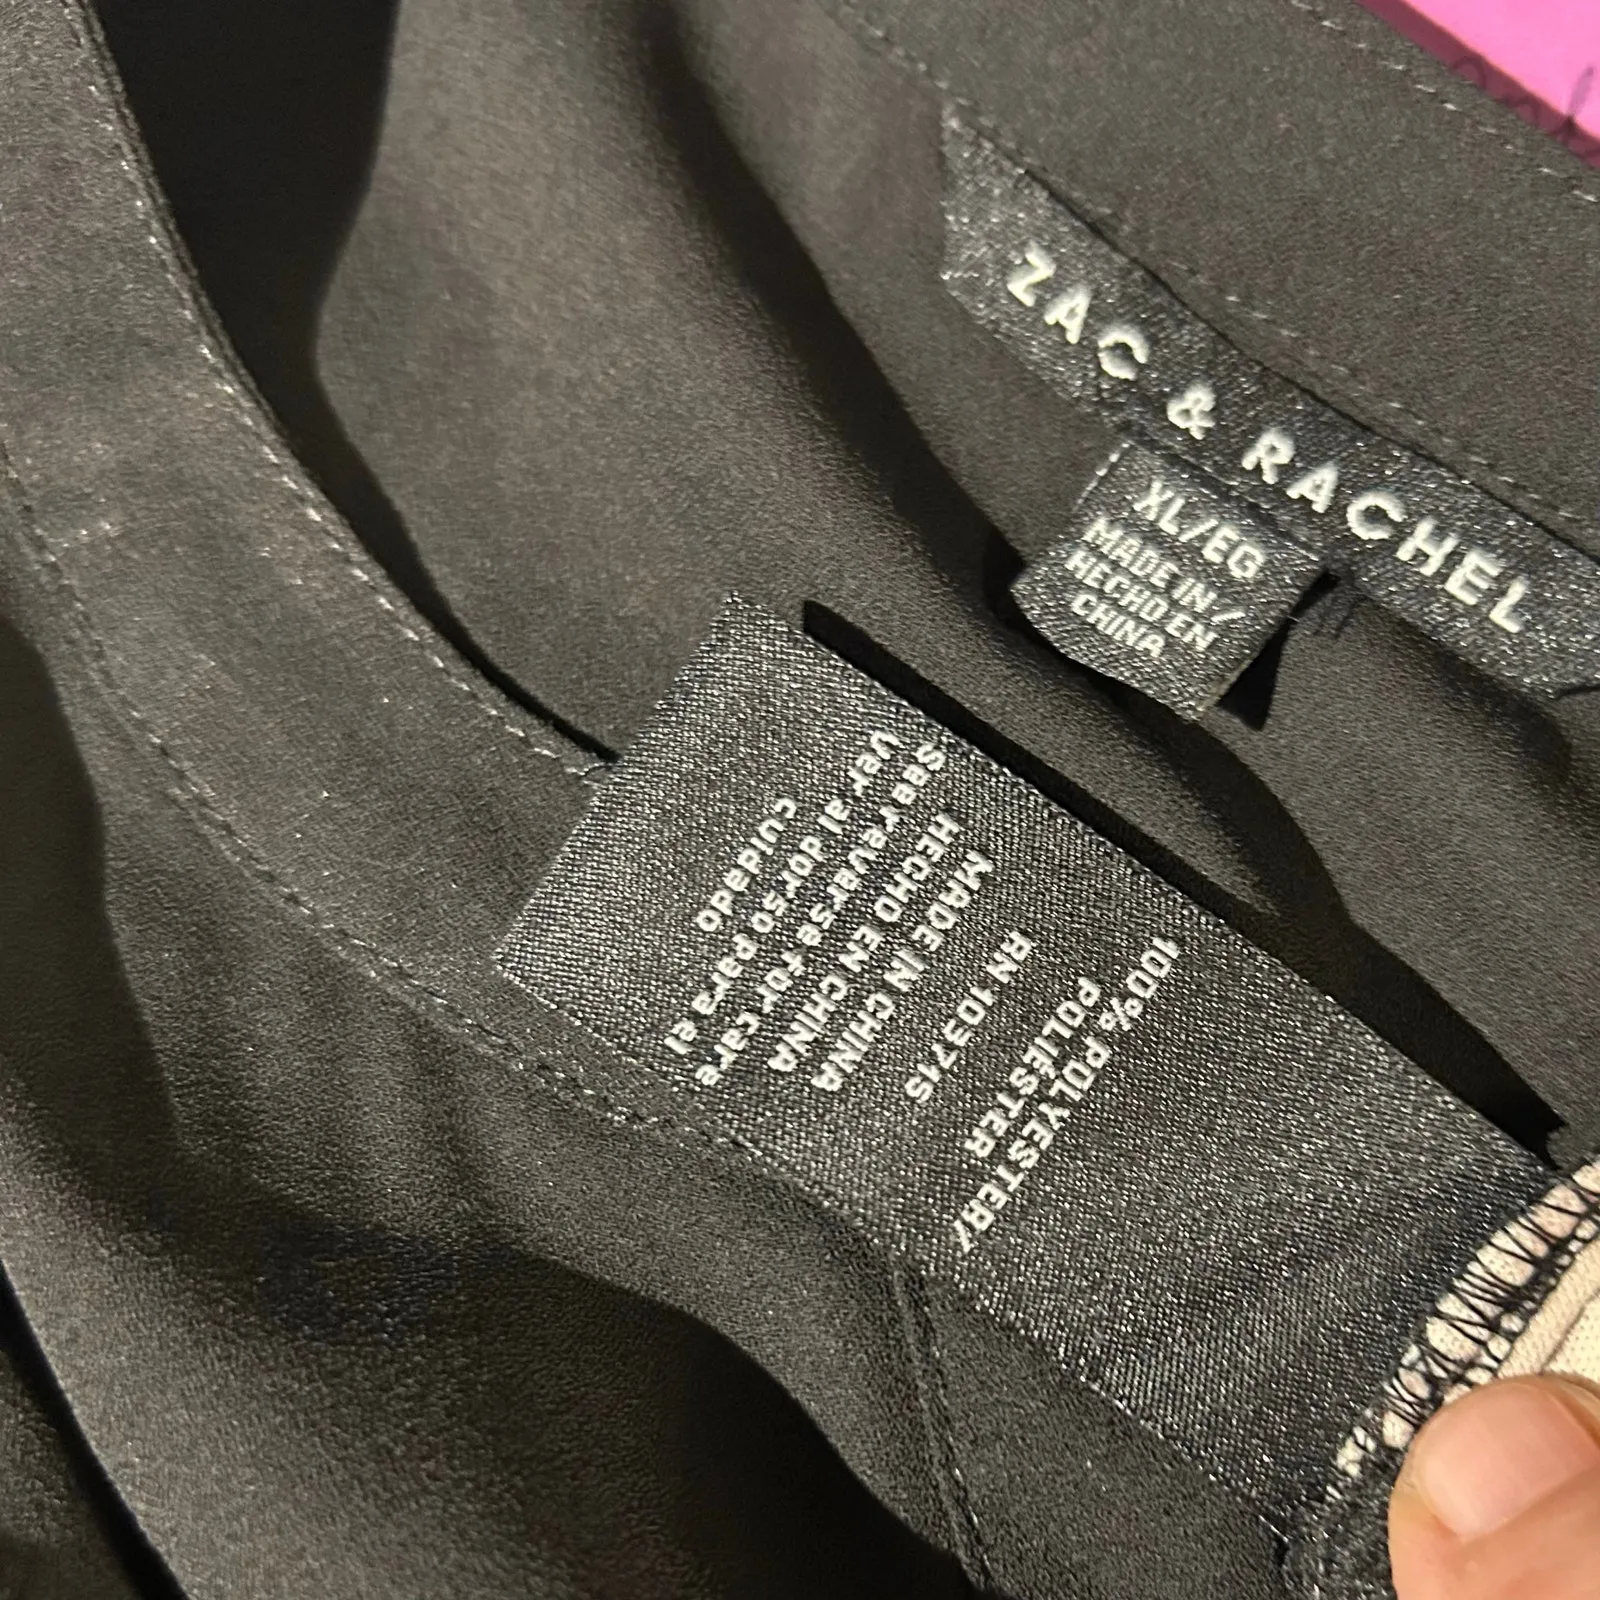 ZAC & RACHEL
XL/EG
MADE IN/
HECHO EN
CHINA
100% POLYESTER/
POLIESTER
RN 103715
MADE IN CHINA
HECHO EN CHINA
See reverse for care
Ver al dorso para el
cuidado